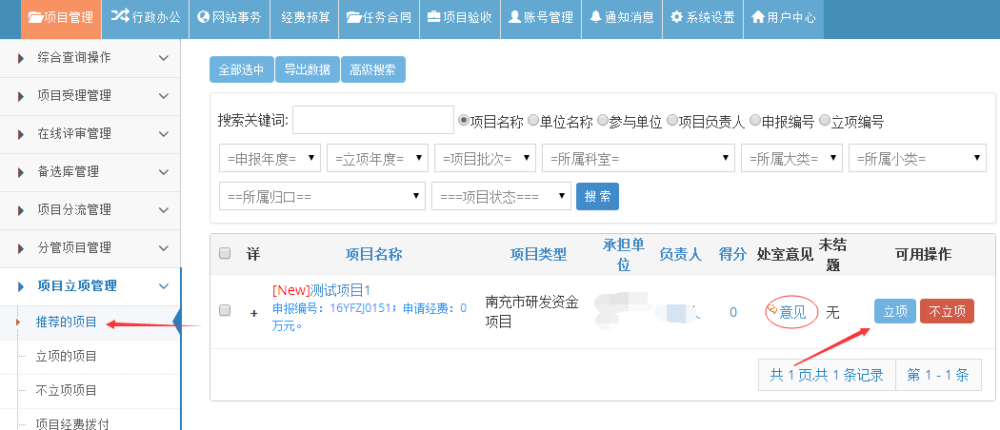 项目管理 行政办公 网站事务 经费预算 任务合同 项目验收 账号管理 通知消息 系统设置 用户中心
综合查询操作
项目受理管理
在线评审管理
备选库管理
项目分流管理
分管项目管理
项目立项管理
推荐的项目
立项的项目
不立项项目
项目经费拨付
全部选中 导出数据 高级搜索
搜索关键词: 项目名称 单位名称 参与单位 项目负责人 申报编号 立项编号
=申报年度= =立项年度= =项目批次= =所属科室= =所属大类= =所属小类=
==所属归口== ===项目状态=== 搜 索
详 项目名称 项目类型 承担单位 负责人 得分 处室意见 未结题 可用操作
[New]测试项目1
申报编号：16YFZJ0151；申请经费：0
万元。
+ 南充市研发资金
项目
0 意见 无 立项 不立项
共 1 页,共 1 条记录 第 1 - 1 条